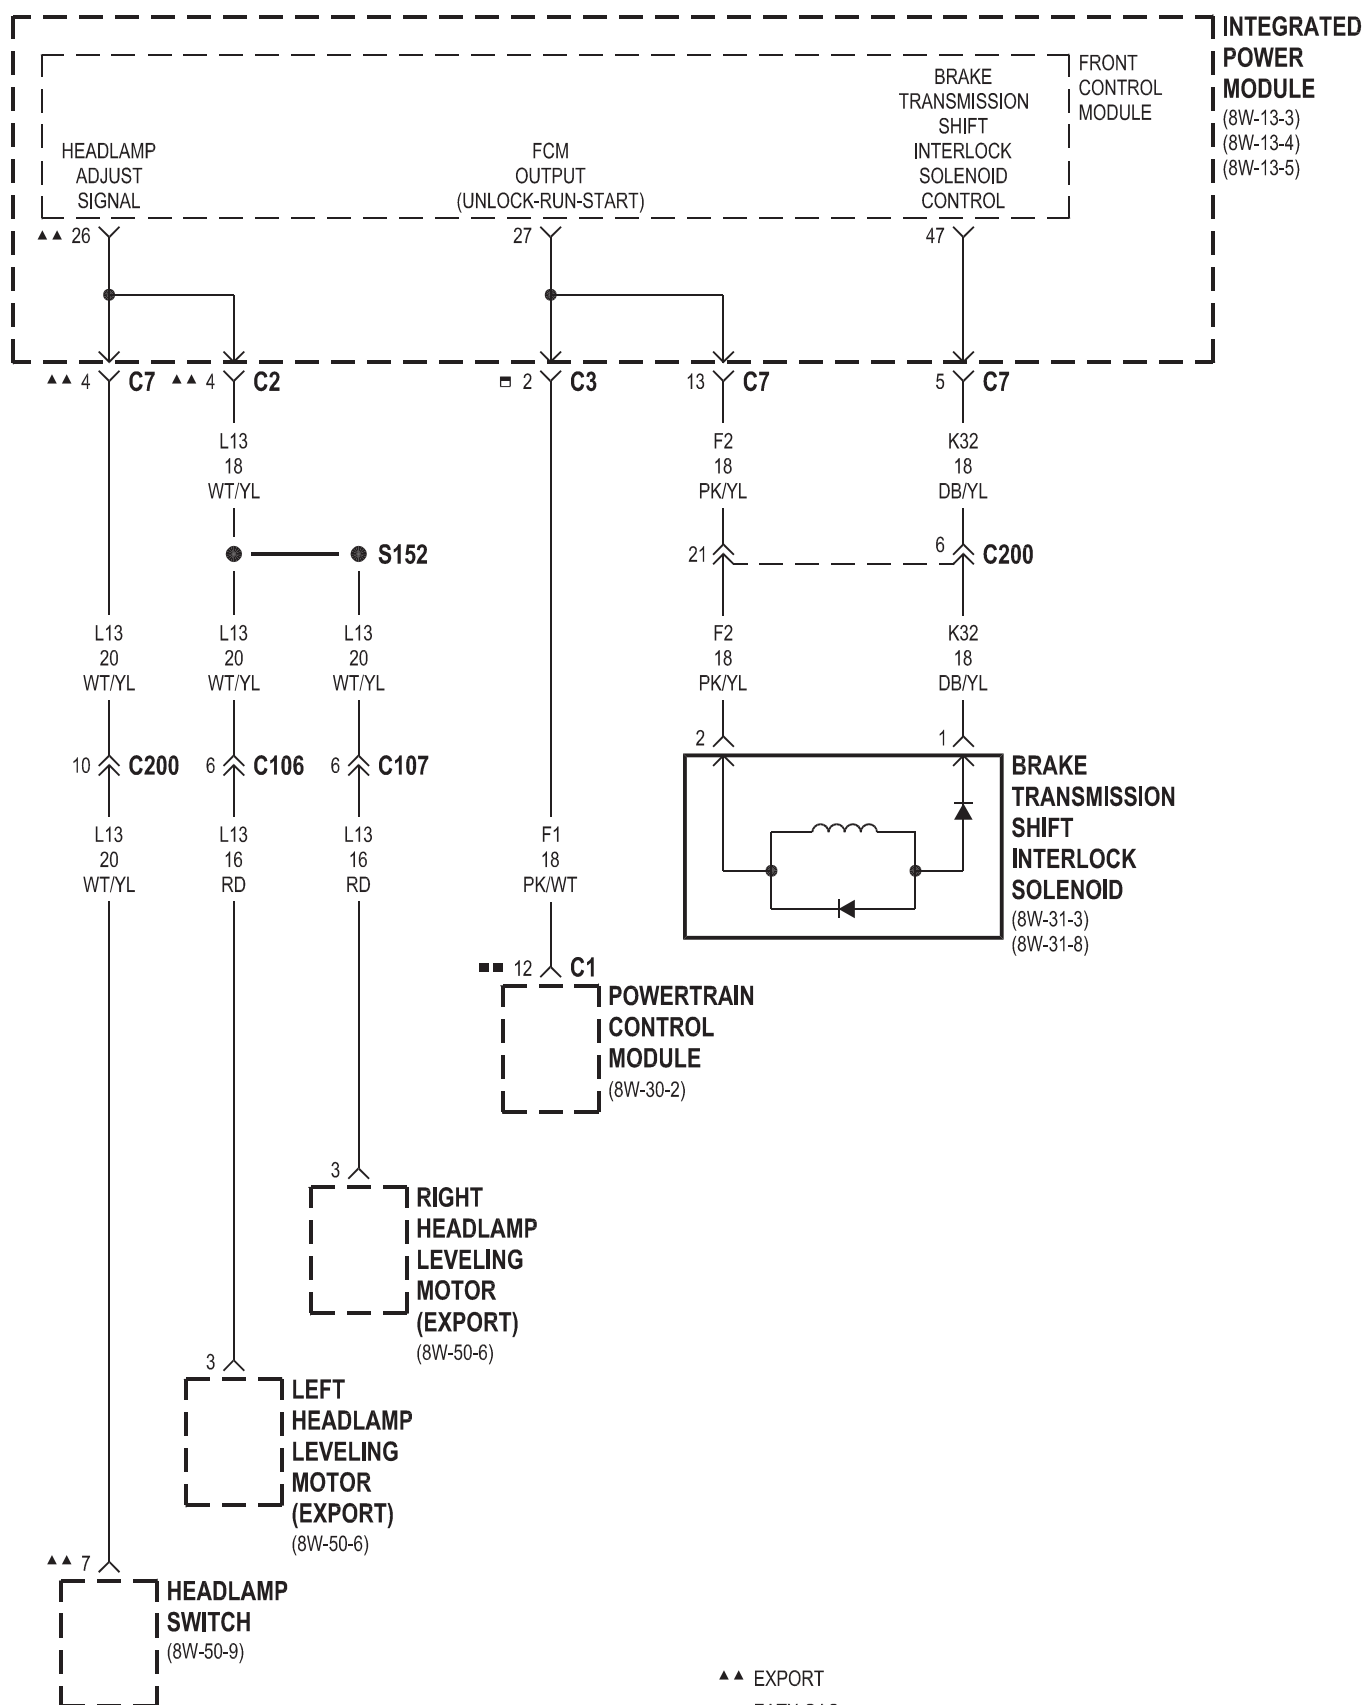 INTEGRATED
POWER
MODULE
(8W-13-3)
(8W-13-4)
(8W-13-5)
FRONT
CONTROL
MODULE
HEADLAMP
ADJUST
SIGNAL
FCM
OUTPUT
(UNLOCK-RUN-START)
BRAKE
TRANSMISSION
SHIFT
INTERLOCK
SOLENOID
CONTROL
▲▲ 26
27
47
▲▲ 4 C7
▲▲ 4 C2
2 C3
13 C7
5 C7
L13
18
WT/YL
F2
18
PK/YL
K32
18
DB/YL
S152
21
6 C200
L13
20
WT/YL
L13
20
WT/YL
L13
20
WT/YL
F2
18
PK/YL
K32
18
DB/YL
10 C200
6 C106
6 C107
2
1
BRAKE
TRANSMISSION
SHIFT
INTERLOCK
SOLENOID
(8W-31-3)
(8W-31-8)
L13
20
WT/YL
L13
16
RD
L13
16
RD
F1
18
PK/WT
■■ 12 C1
POWERTRAIN
CONTROL
MODULE
(8W-30-2)
3
RIGHT
HEADLAMP
LEVELING
MOTOR
(EXPORT)
(8W-50-6)
3
LEFT
HEADLAMP
LEVELING
MOTOR
(EXPORT)
(8W-50-6)
▲▲ 7
HEADLAMP
SWITCH
(8W-50-9)
▲▲ EXPORT